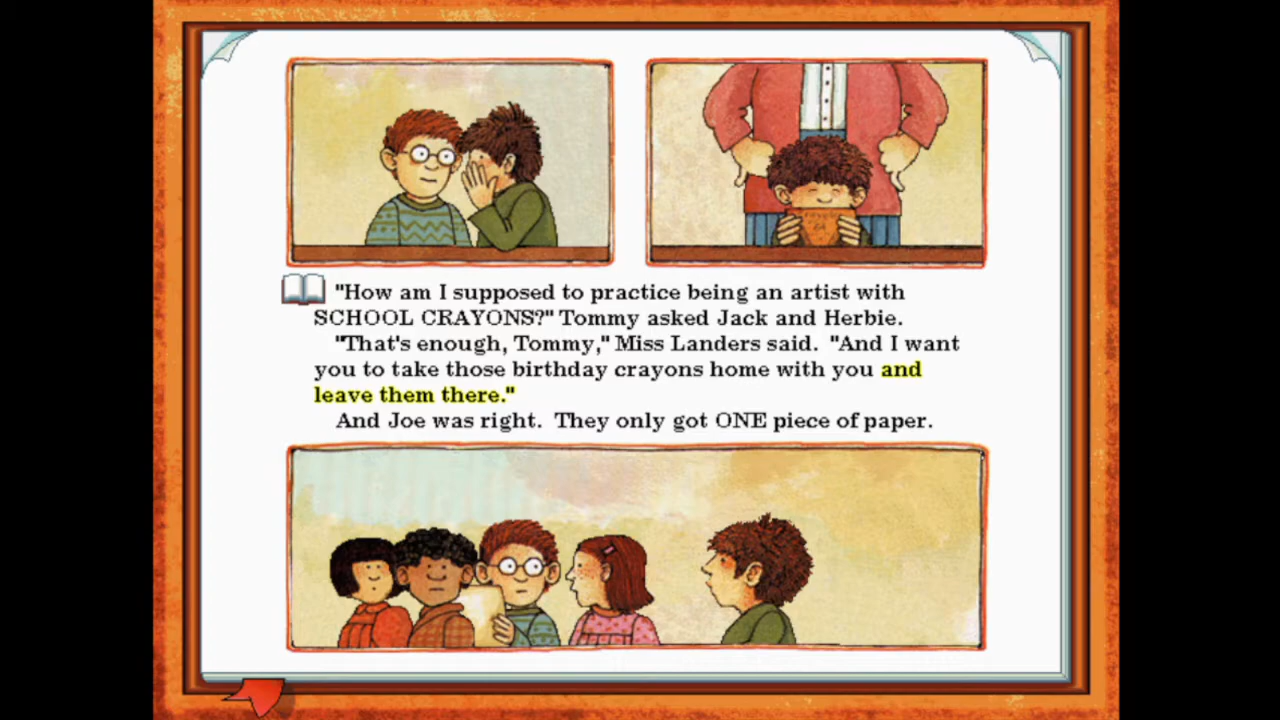 "How am I supposed to practice being an artist with
SCHOOL CRAYONS?" Tommy asked Jack and Herbie.
"That's enough, Tommy," Miss Landers said. "And I want
you to take those birthday crayons home with you and
leave them there."
And Joe was right. They only got ONE piece of paper.